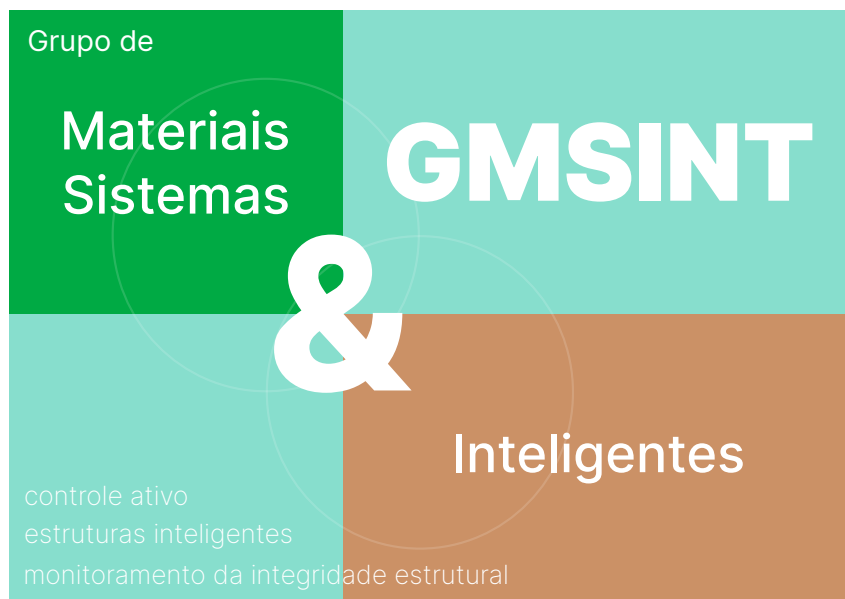 Grupo de
Materiais
Sistemas
GMSINT
&
Inteligentes
controle ativo
estruturas inteligentes
monitoramento da integridade estrutural